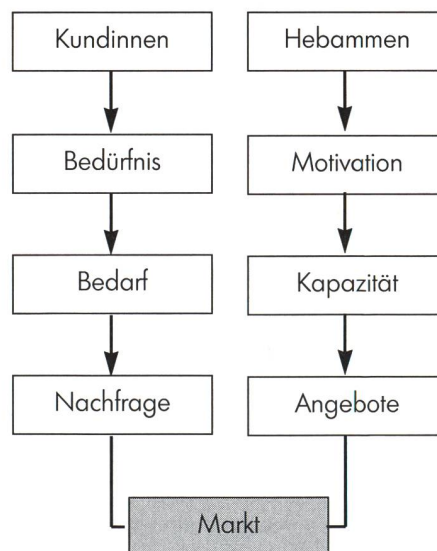 Kundinnen
Hebammen
Bedürfnis
Motivation
Bedarf
Kapazität
Nachfrage
Angebote
Markt